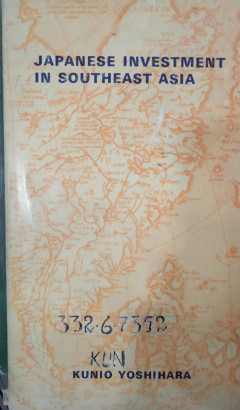 JAPANESE INVESTMENT
IN SOUTHEAST ASIA
332.6.7352
KUN
KUNIO YOSHIHARA